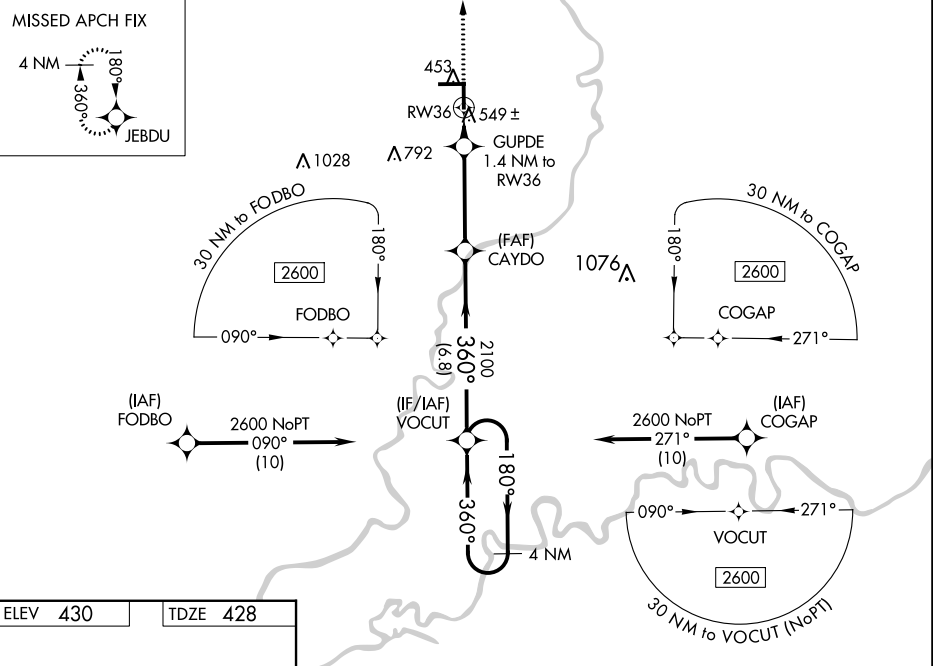 MISSED APCH FIX
4 NM
180°
360°
JEBDU
453
RW36
549 ±
GUPDE
1.4 NM to
RW36
1028
792
30 NM to FODBO
180°
2600
FODBO
090°
(FAF)
CAYDO
1076
30 NM to COGAP
180°
2600
COGAP
271°
2100
360°
(6.8)
(IAF)
FODBO
2600 NoPT
090°
(10)
(IF/IAF)
VOCUT
2600 NoPT
271°
(10)
(IAF)
COGAP
180°
360°
4 NM
090°
271°
VOCUT
2600
30 NM to VOCUT (NoPT)
ELEV 430
TDZE 428